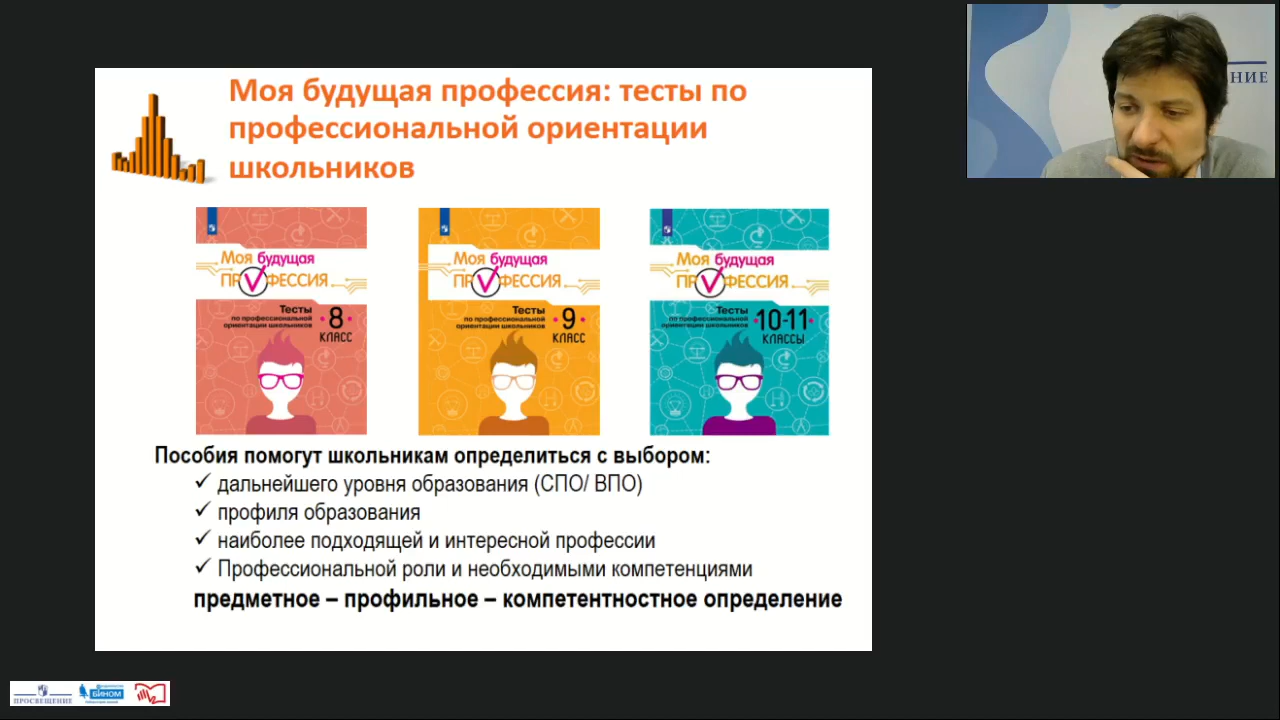 Моя будущая профессия: тесты по
профессиональной ориентации
школьников
Моя будущая
ПРОФЕССИЯ
Тесты
по профессиональной
ориентации школьников
8
КЛАСС
Моя будущая
ПРОФЕССИЯ
Тесты
по профессиональной
ориентации школьников
9
КЛАСС
Моя будущая
ПРОФЕССИЯ
Тесты
по профессиональной
ориентации школьников
10-11
КЛАССЫ
Пособия помогут школьникам определиться с выбором:
дальнейшего уровня образования (СПО/ ВПО)
профиля образования
наиболее подходящей и интересной профессии
Профессиональной роли и необходимыми компетенциями
предметное – профильное – компетентностное определение
НИЕ
ПРОСВЕЩЕНИЕ
БИНОМ